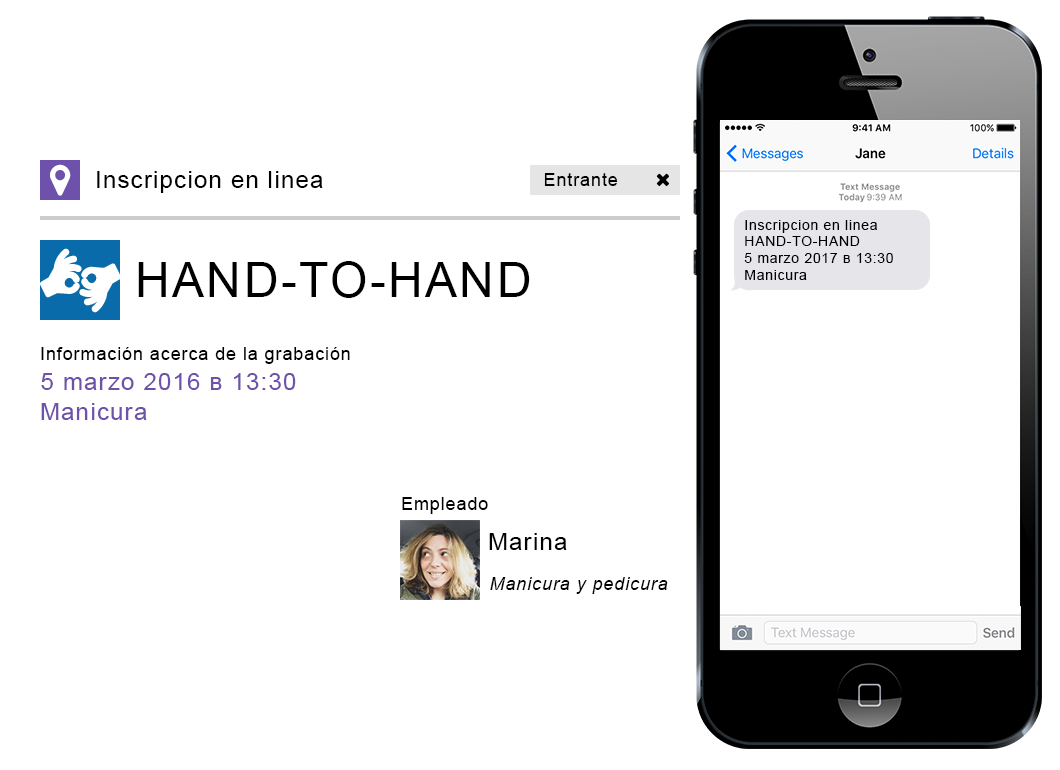 Inscripcion en linea
Entrante
HAND-TO-HAND
Información acerca de la grabación
5 marzo 2016 в 13:30
Manicura
Empleado
Marina
Manicura y pedicura
9:41 AM
100%
Messages
Jane
Details
Text Message
Today 9:39 AM
Inscripcion en linea
HAND-TO-HAND
5 marzo 2017 в 13:30
Manicura
Text Message
Send